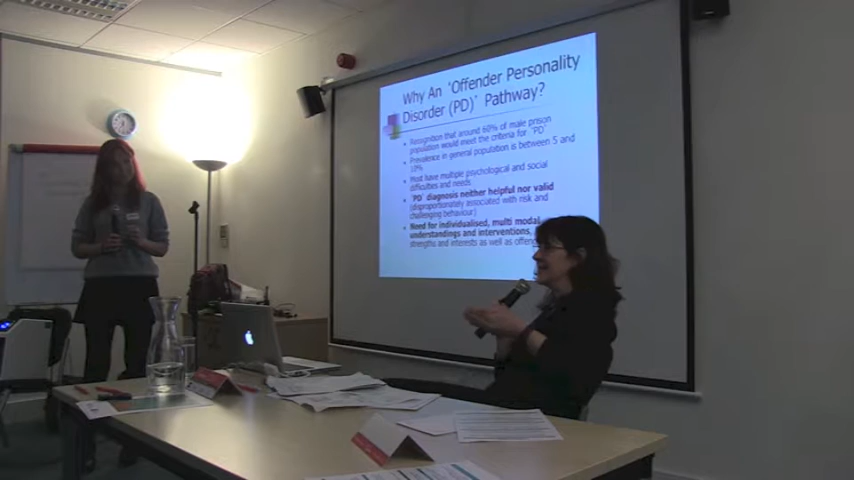 Why An 'Offender Personality
Disorder (PD)' Pathway?
Recognition that around 60% of male prison
population would meet the criteria for 'PD'
Prevalence in general population is between 5 and
10%
Most have multiple psychological and social
difficulties and needs.
'PD' diagnosis neither helpful nor valid
(disproportionately associated with risk and
challenging behaviour)
Need for individualised, multi modal
understandings and interventions,
strengths and interests as well as